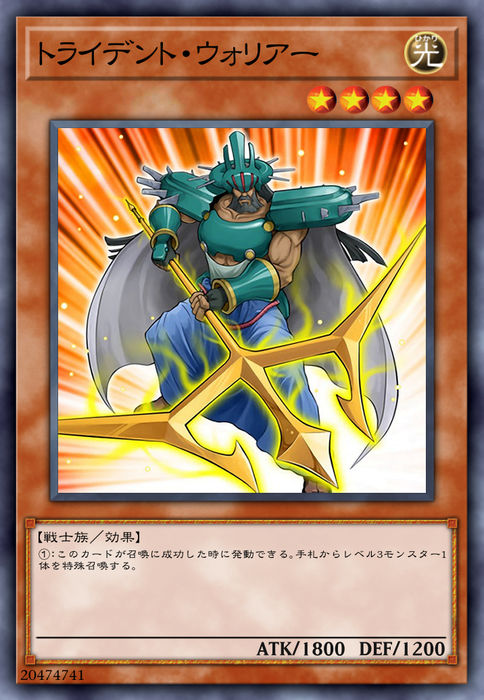 トライデント・ウォリアー
ひかり
光
【戦士族／効果】
①:このカードが召喚に成功した時に発動できる。手札からレベル3モンスター1
体を特殊召喚する。
ATK/1800 DEF/1200
20474741